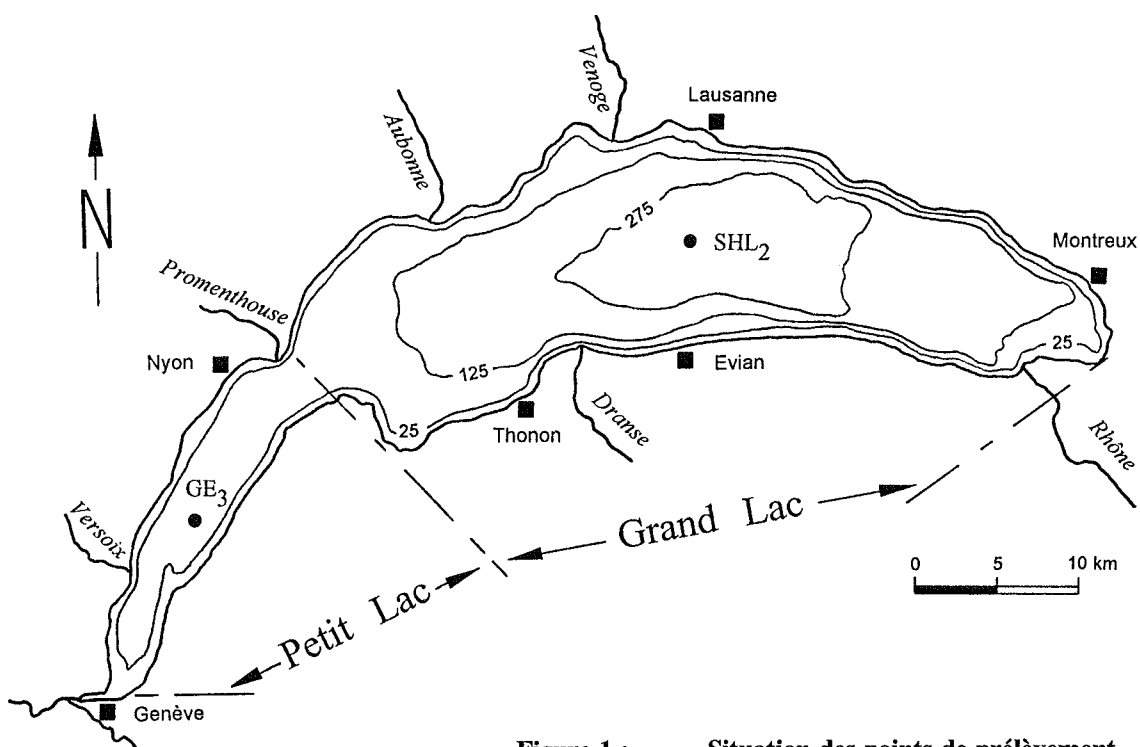 Venoge
Lausanne
Aubonne
N
275
SHL2
Montreux
Promenthouse
Nyon
125
25
Evian
25
Thonon
Dranse
Rhône
GE3
Versoix
Grand Lac
Petit Lac
0 5 10 km
Genève
Figure 1 : Situation des points de prélèvement